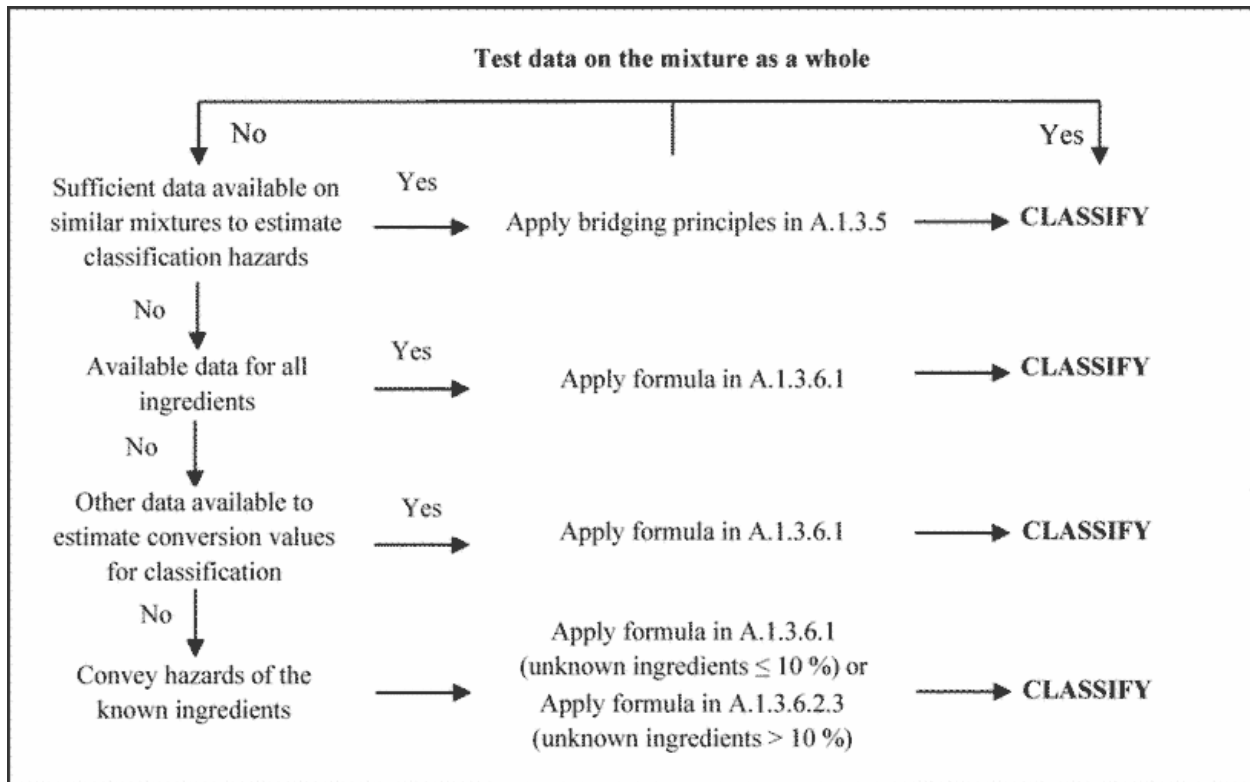 Test data on the mixture as a whole
No
Yes
Sufficient data available on
similar mixtures to estimate
classification hazards
Yes
Apply bridging principles in A.1.3.5
CLASSIFY
No
Available data for all
ingredients
Yes
Apply formula in A.1.3.6.1
CLASSIFY
No
Other data available to
estimate conversion values
for classification
Yes
Apply formula in A.1.3.6.1
CLASSIFY
No
Convey hazards of the
known ingredients
Apply formula in A.1.3.6.1
(unknown ingredients ≤ 10 %) or
Apply formula in A.1.3.6.2.3
(unknown ingredients > 10 %)
CLASSIFY